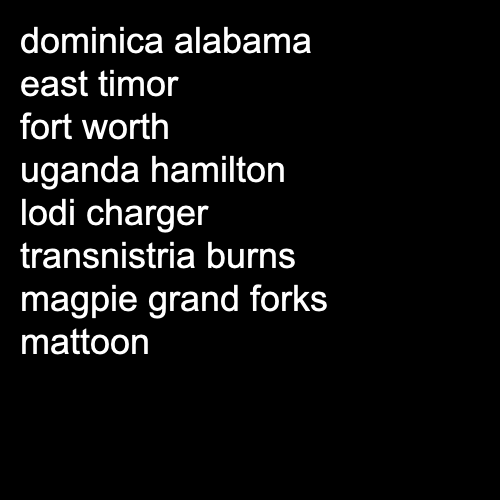 dominica alabama
east timor
fort worth
uganda hamilton
lodi charger
transnistria burns
magpie grand forks
mattoon